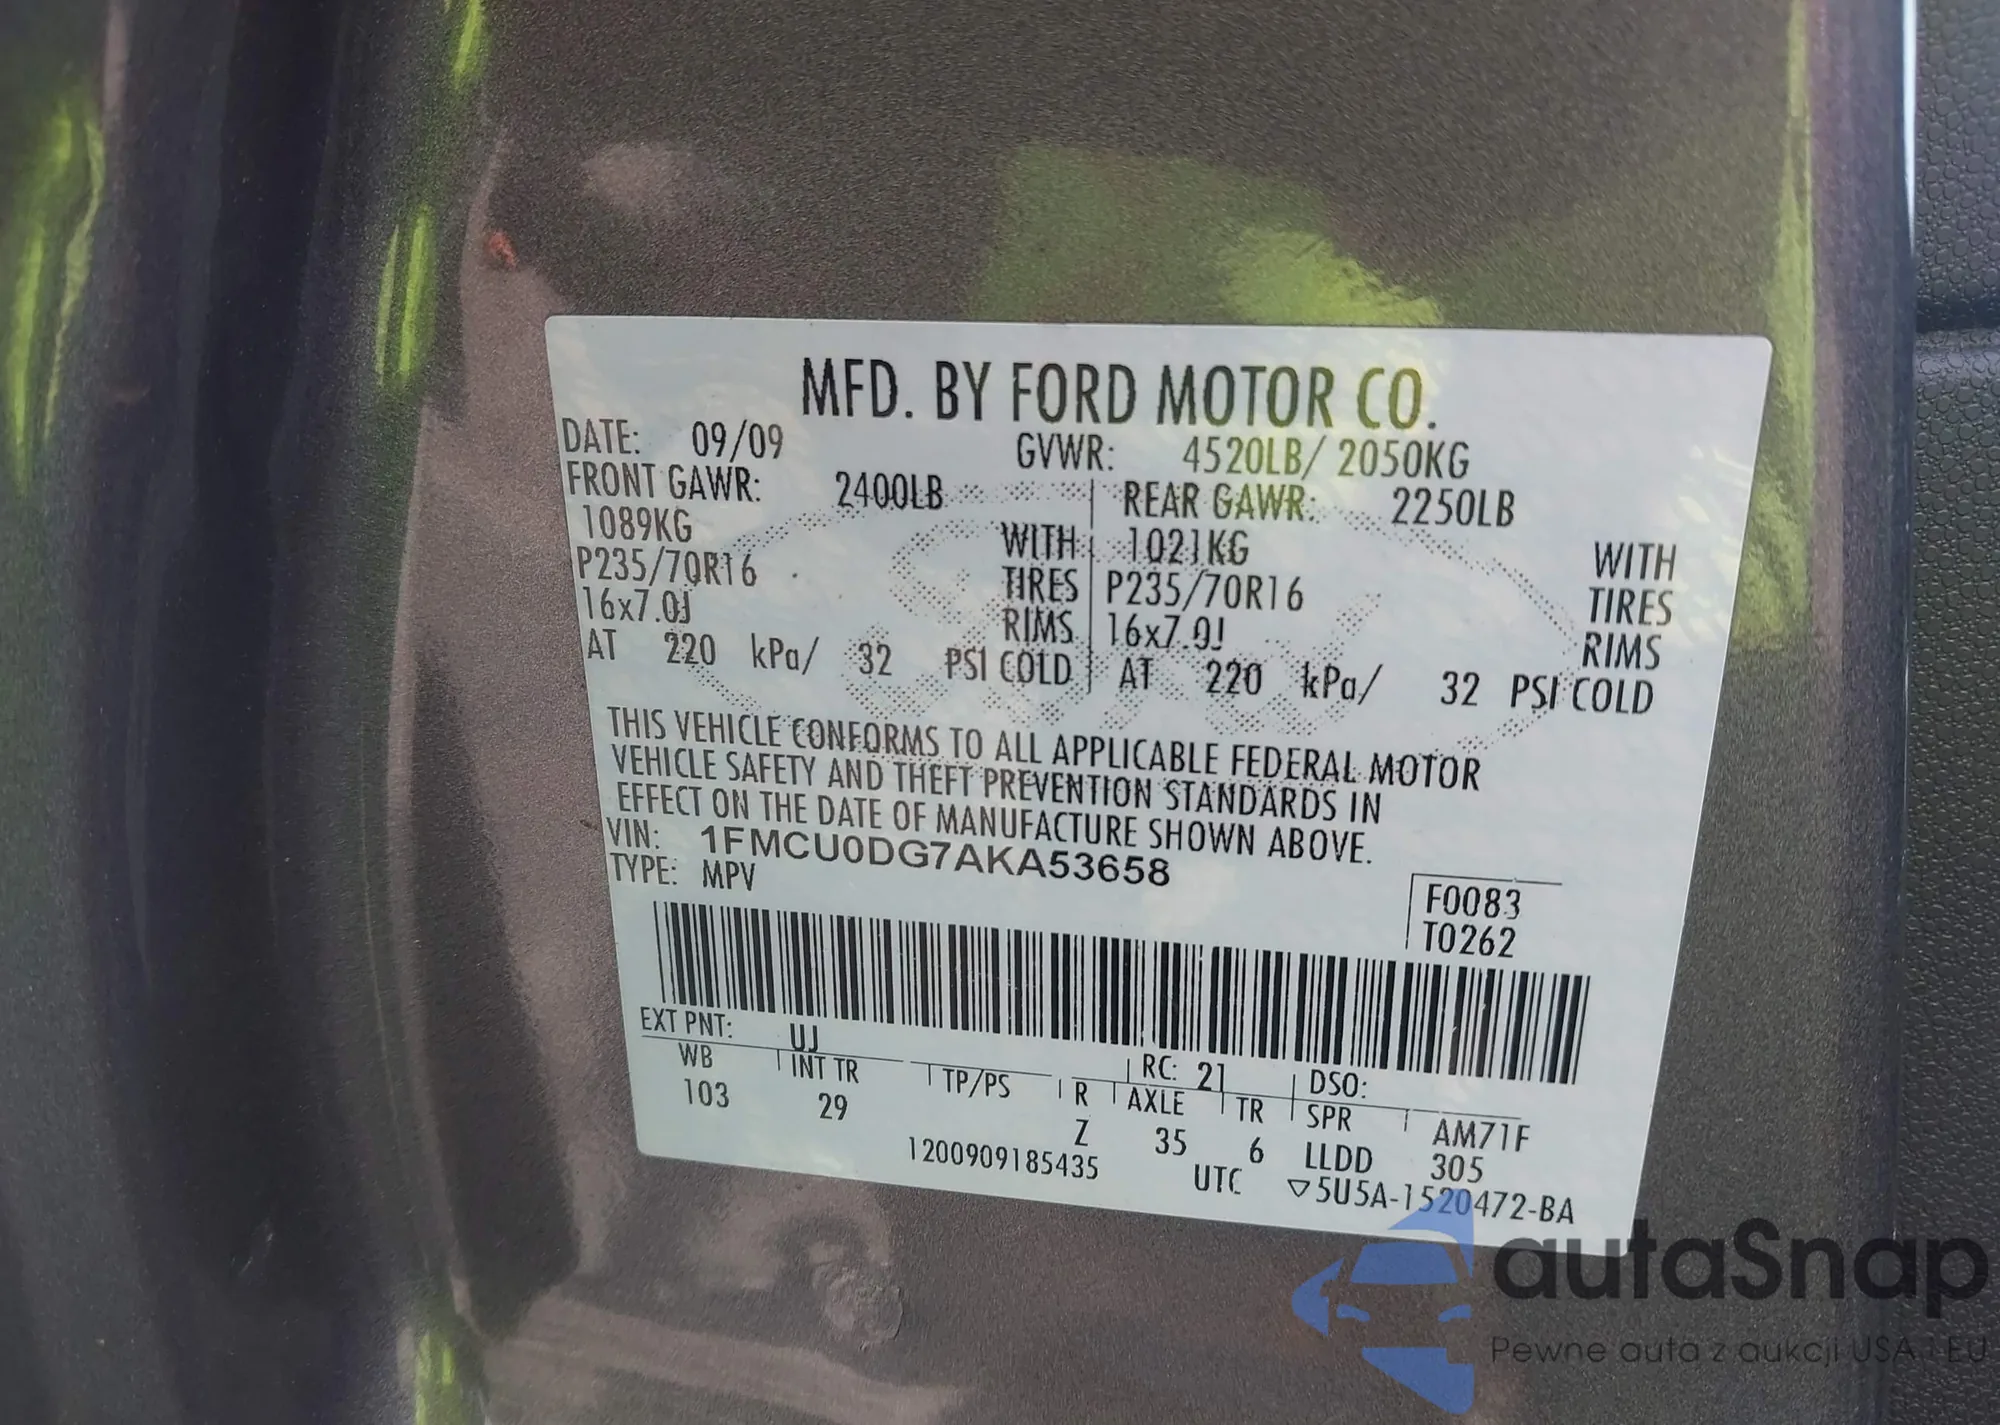 MFD. BY FORD MOTOR CO.
DATE: 09/09 GVWR: 4520LB/ 2050KG
FRONT GAWR: 2400LB REAR GAWR: 2250LB
1089KG WITH 1021KG WITH
P235/70R16 TIRES P235/70R16 TIRES
16x7.0J RIMS 16x7.0J RIMS
AT 220 kPa/ 32 PSI COLD AT 220 kPa/ 32 PSI COLD
THIS VEHICLE CONFORMS TO ALL APPLICABLE FEDERAL MOTOR
VEHICLE SAFETY AND THEFT PREVENTION STANDARDS IN
EFFECT ON THE DATE OF MANUFACTURE SHOWN ABOVE.
VIN: 1FMCU0DG7AKA53658
TYPE: MPV
F0083
T0262
EXT PNT: UJ RC: 21 DSO:
WB INT TR TP/PS R AXLE TR SPR AM71F
103 29 Z 35 6 LLDD 305
1200909185435 UTC ▽5U5A-1520472-BA
autaSnap
Pewne auta z aukcji USA i EU